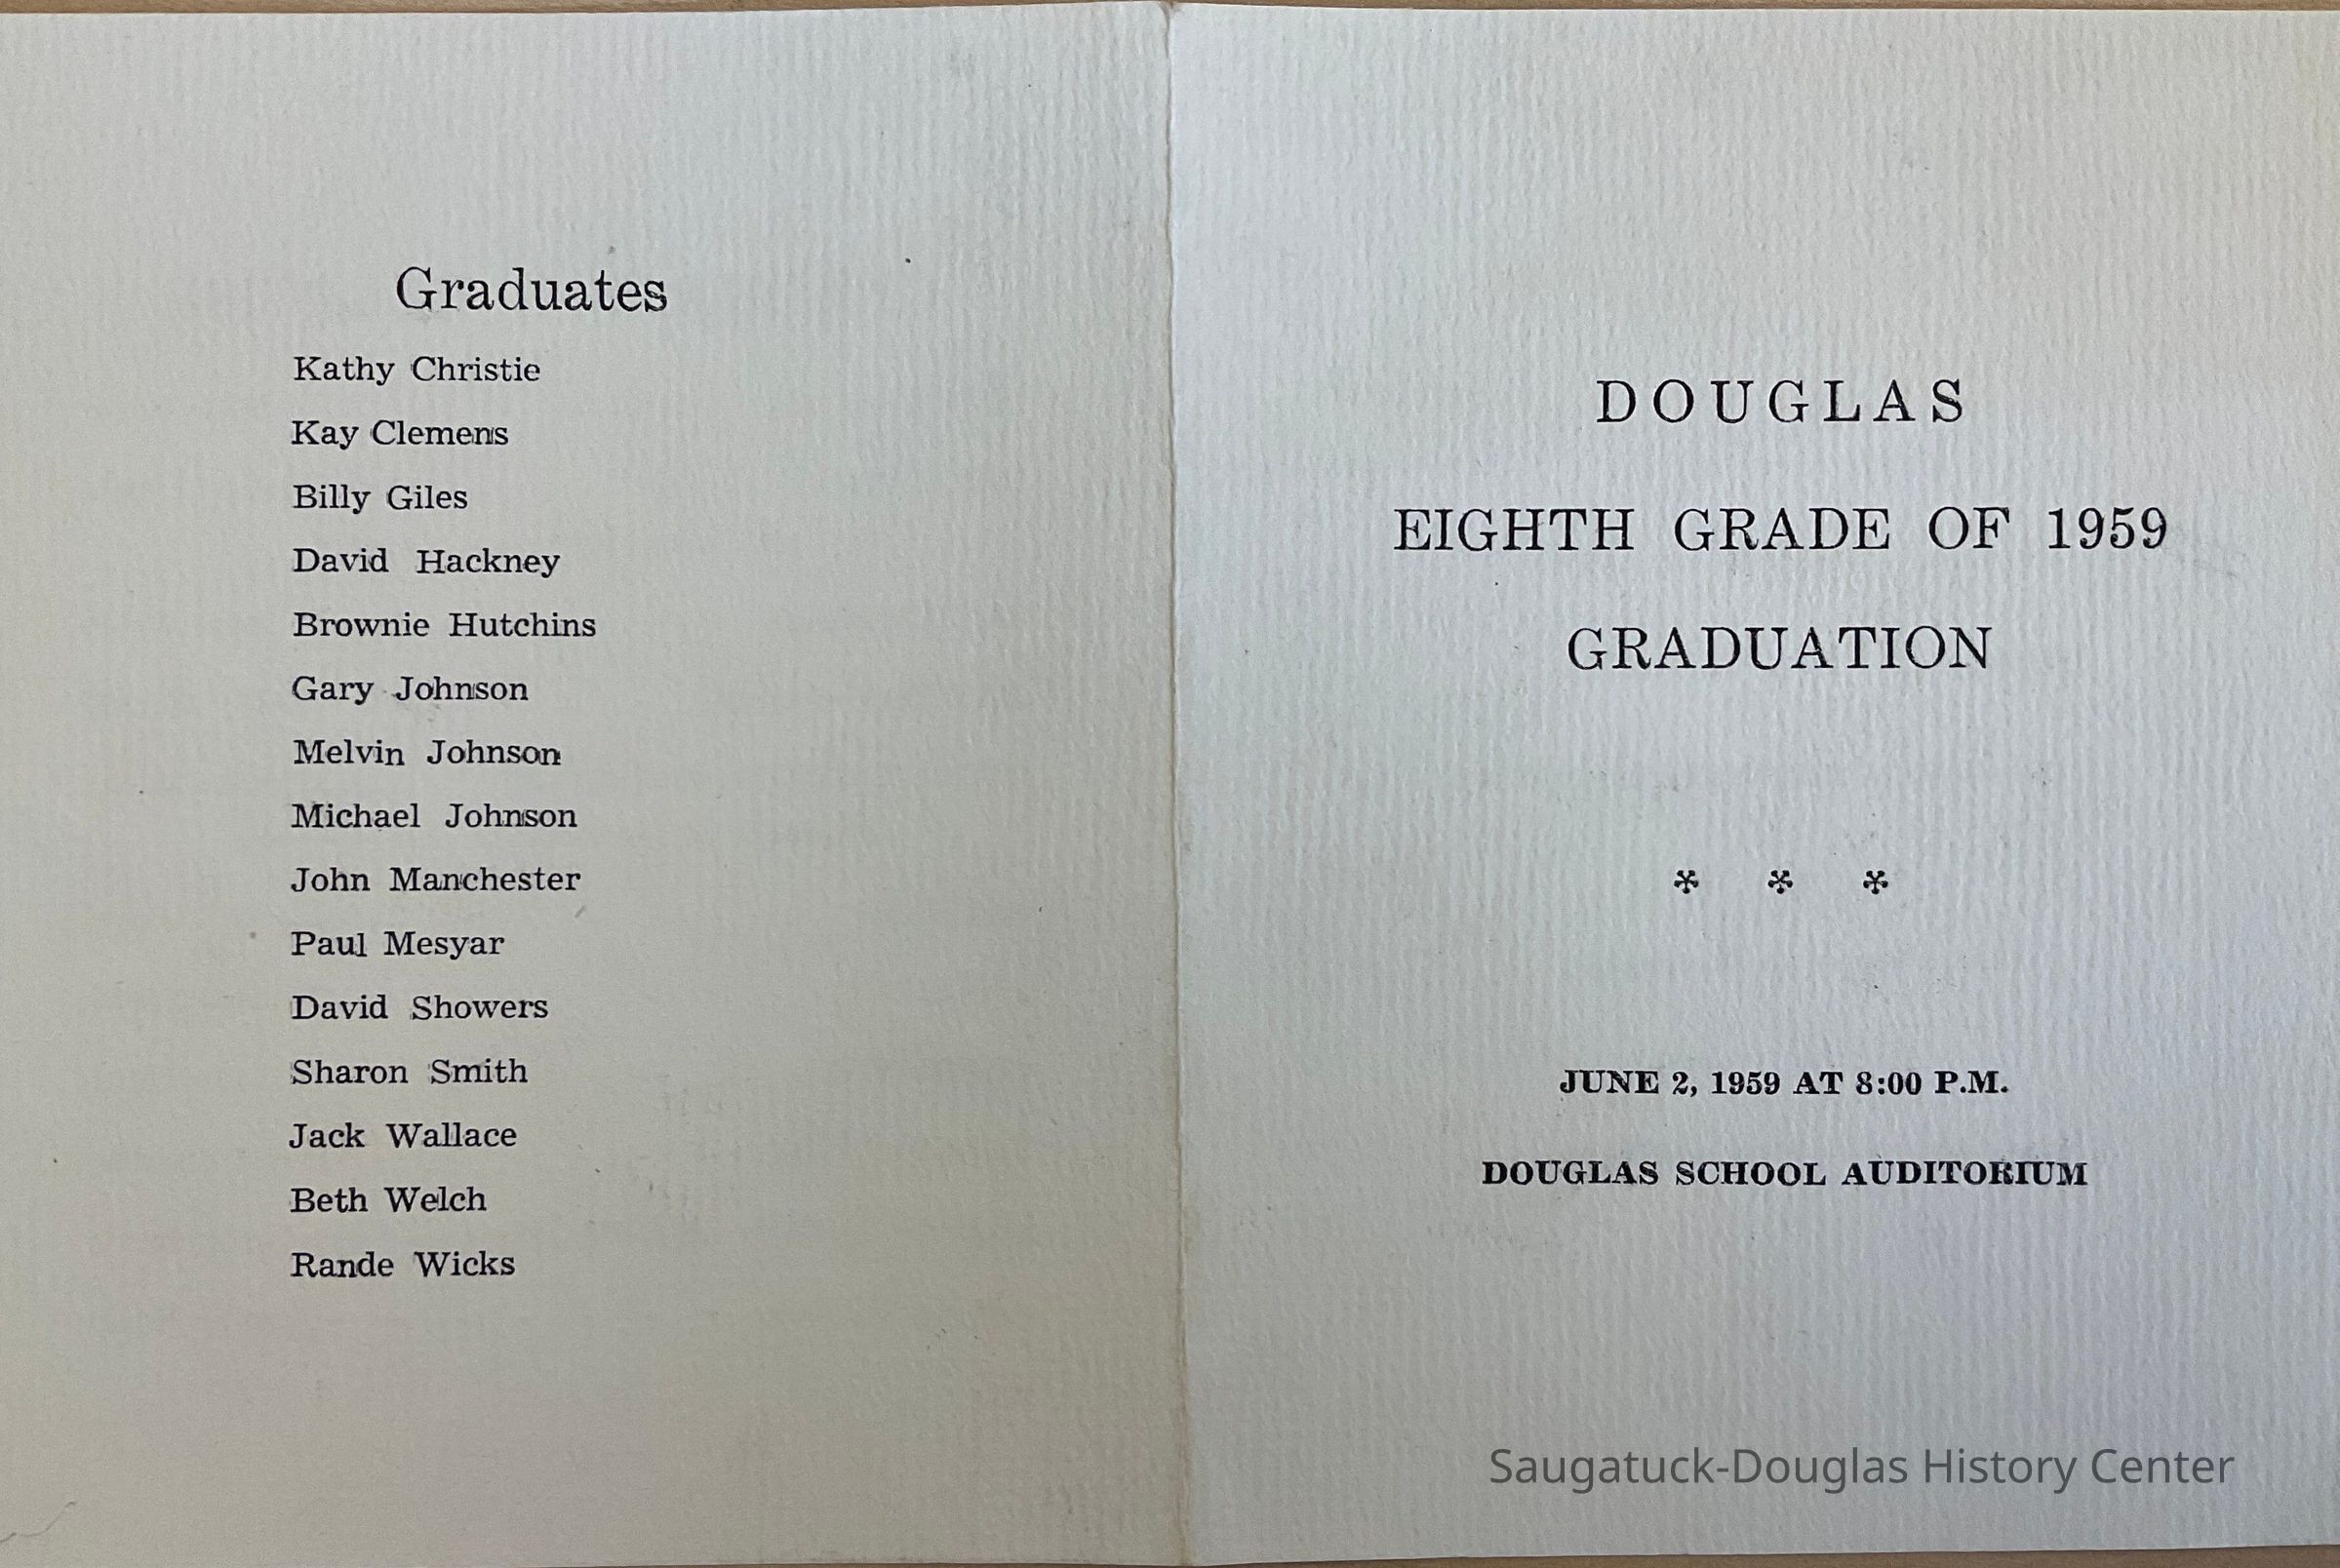 Graduates
Kathy Christie
Kay Clemens
Billy Giles
David Hackney
Brownie Hutchins
Gary Johnson
Melvin Johnson
Michael Johnson
John Manchester
Paul Mesyar
David Showers
Sharon Smith
Jack Wallace
Beth Welch
Rande Wicks
DOUGLAS
EIGHTH GRADE OF 1959
GRADUATION
* * *
JUNE 2, 1959 AT 8:00 P.M.
DOUGLAS SCHOOL AUDITORIUM
Saugatuck-Douglas History Center